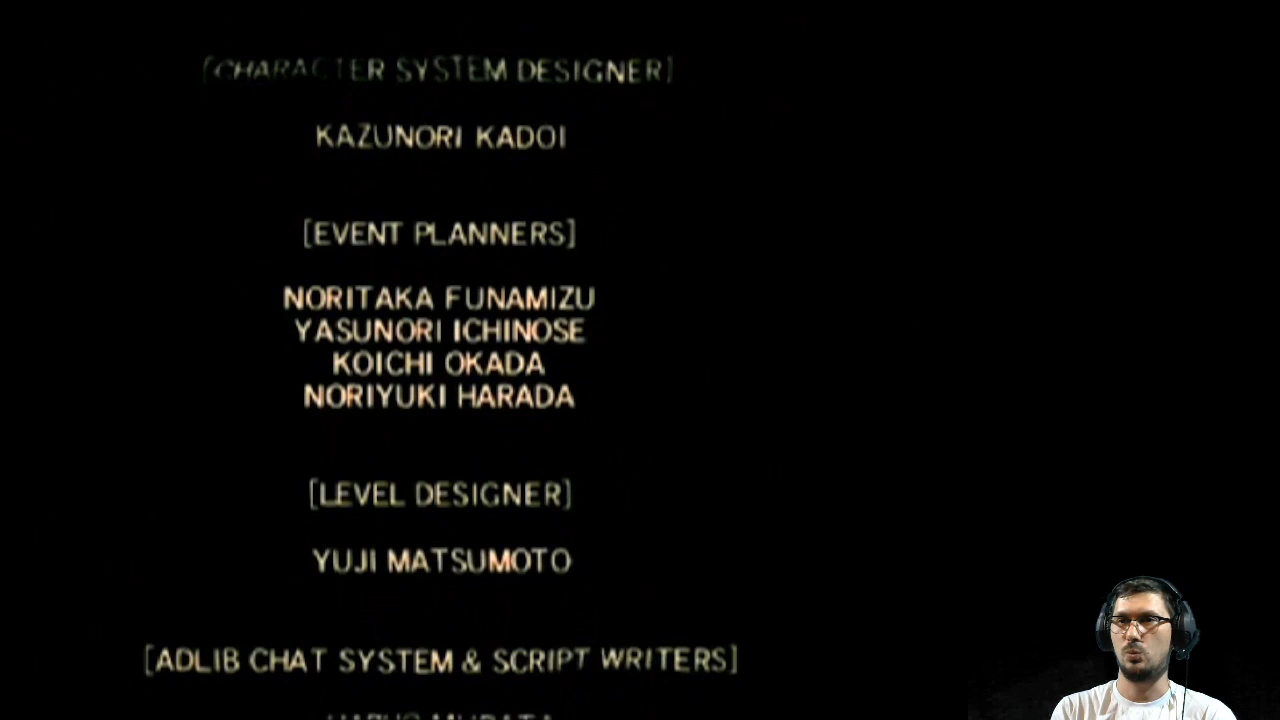 [CHARACTER SYSTEM DESIGNER]
KAZUNORI KADOI
[EVENT PLANNERS]
NORITAKA FUNAMIZU
YASUNORI ICHINOSE
KOICHI OKADA
NORIYUKI HARADA
[LEVEL DESIGNER]
YUJI MATSUMOTO
[ADLIB CHAT SYSTEM & SCRIPT WRITERS]